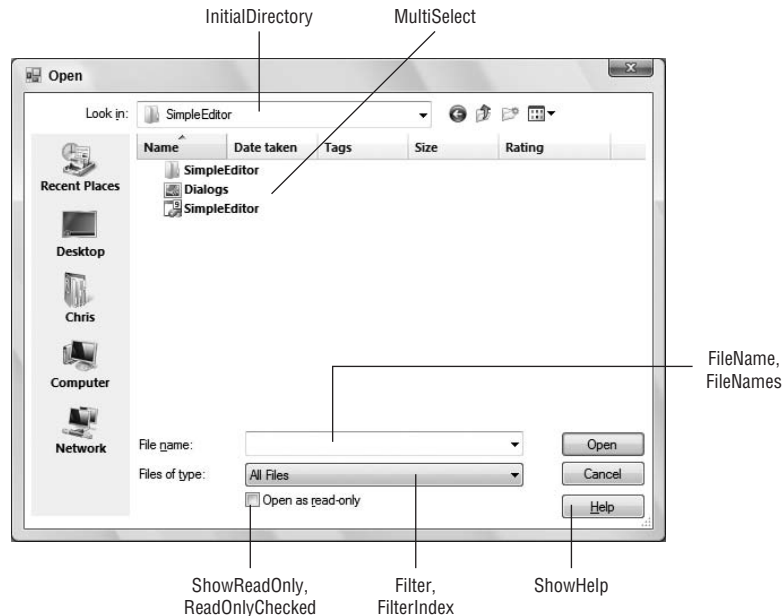 InitialDirectory MultiSelect
Open
Look in: SimpleEditor
Name Date taken Tags Size Rating
SimpleEditor
Dialogs
SimpleEditor
Recent Places
Desktop
Chris
Computer
Network
FileName,
FileNames
File name: Open
Files of type: All Files Cancel
Open as read-only Help
ShowReadOnly,
ReadOnlyChecked
Filter,
FilterIndex
ShowHelp